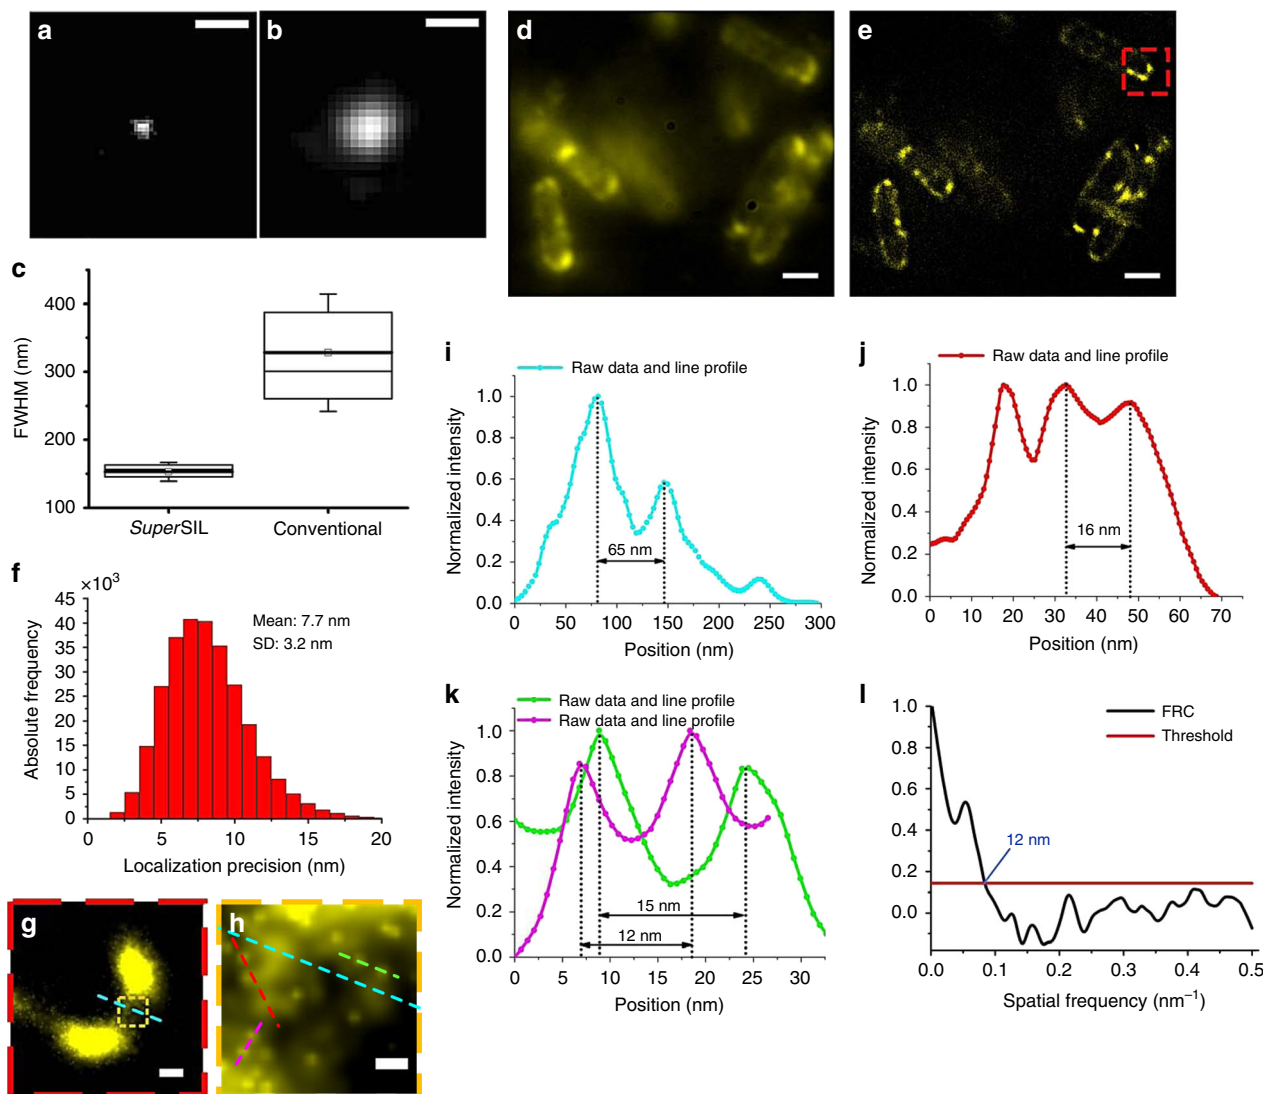 a
b
d
e
c
400
300
200
100
FWHM (nm)
SuperSIL
Conventional
i
Raw data and line profile
1.0
0.8
0.6
0.4
0.2
0.0
Normalized intensity
65 nm
0
50
100
150
200
250
300
Position (nm)
j
Raw data and line profile
1.0
0.8
0.6
0.4
0.2
0.0
Normalized intensity
16 nm
0
10
20
30
40
50
60
70
Position (nm)
f
×10³
45
40
35
30
25
20
15
10
5
0
Absolute frequency
Mean: 7.7 nm
SD: 3.2 nm
0
5
10
15
20
Localization precision (nm)
k
Raw data and line profile
Raw data and line profile
1.0
0.8
0.6
0.4
0.2
0.0
Normalized intensity
15 nm
12 nm
0
5
10
15
20
25
30
Position (nm)
l
FRC
Threshold
1.0
0.8
0.6
0.4
0.2
0.0
12 nm
0.0
0.1
0.2
0.3
0.4
0.5
Spatial frequency (nm⁻¹)
g
h